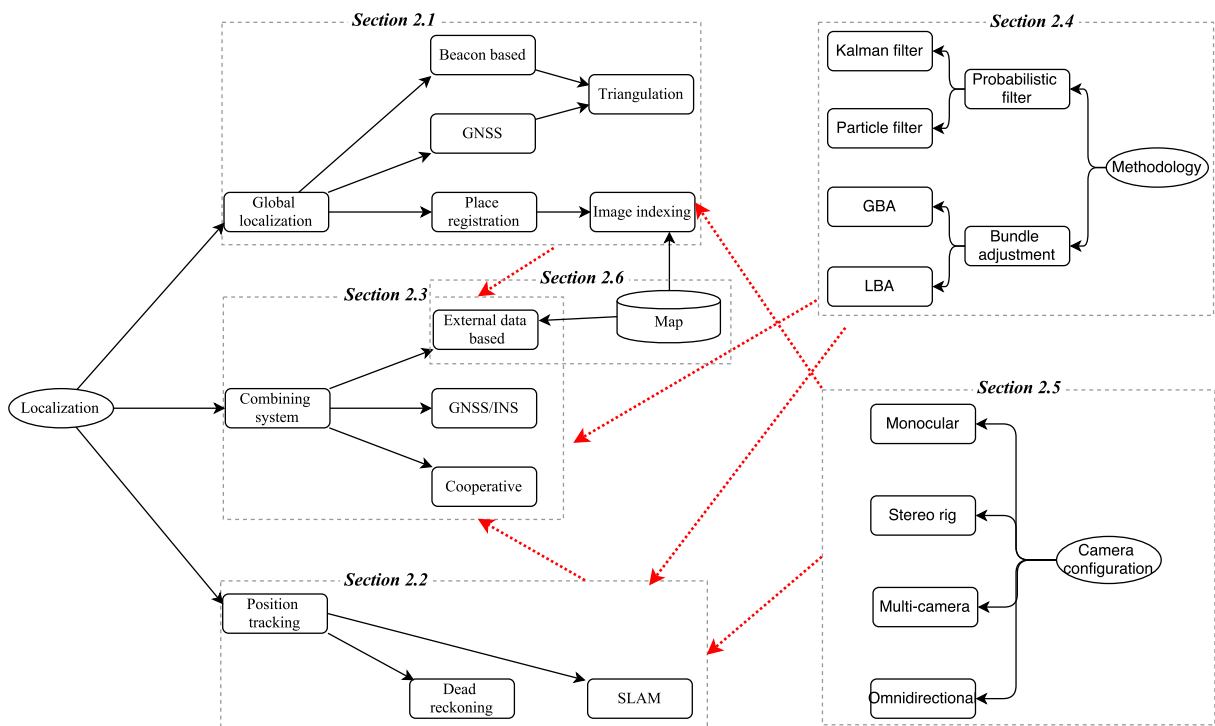 Section 2.1
Beacon based
Triangulation
GNSS
Global
localization
Place
registration
Image indexing
Section 2.3
Section 2.6
External data
based
Map
Localization
Combining
system
GNSS/INS
Cooperative
Section 2.2
Position
tracking
Dead
reckoning
SLAM
Section 2.4
Kalman filter
Probabilistic
filter
Particle filter
Methodology
GBA
Bundle
adjustment
LBA
Section 2.5
Monocular
Stereo rig
Camera
configuration
Multi-camera
Omnidirectiona